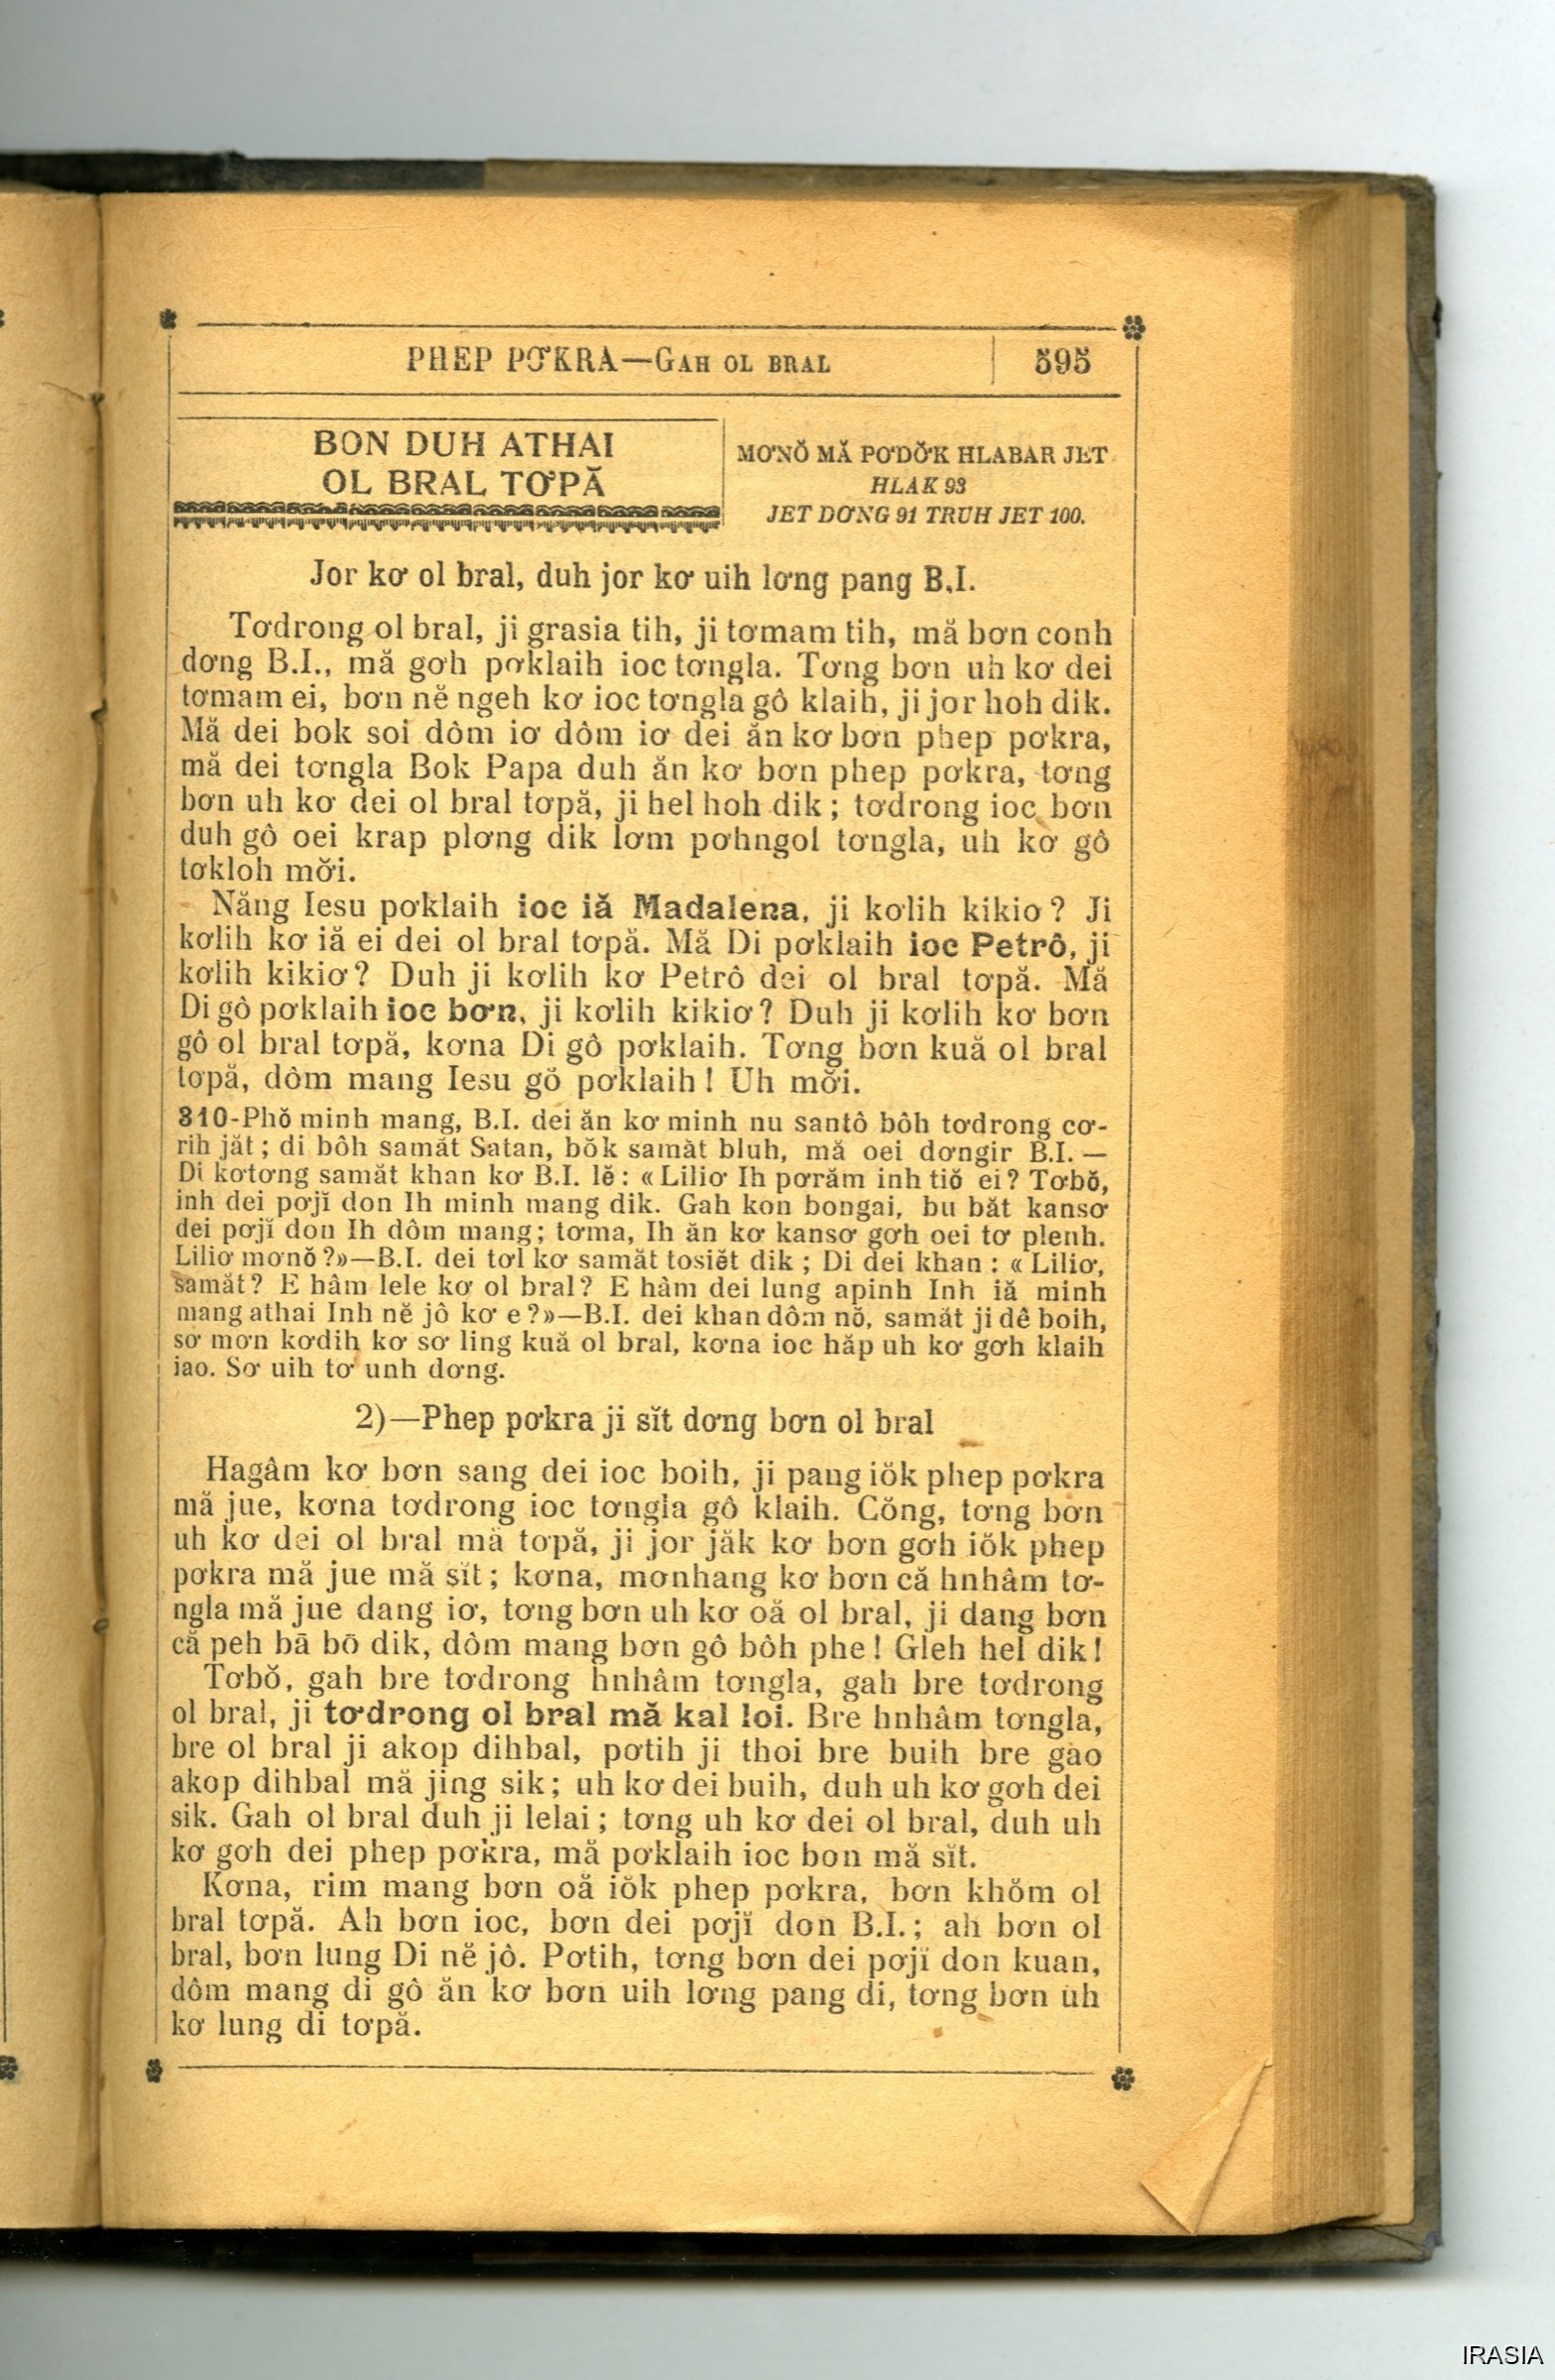 PHEP PƠKRA—GAH OL BRAL 595
BON DUH ATHAI
OL BRAL TƠPĂ
MƠNŎ MĂ PƠDƠ̆K HLABAR JET
HLAK 93
JET DƠNG 91 TRUH JET 100.
Jor kơ ol bral, duh jor kơ uih lơng pang B.I.
Tơdrong ol bral, ji grasia tih, ji tơmam tih, mă bơn conh
dơng B.I., mă gơh pơklaih ioc tơngla. Tơng bơn uh kơ dei
tơmam ei, bơn nĕ ngeh kơ ioc tơngla gô klaih, ji jor hoh dik.
Mă dei bok soi dôm iơ dôm iơ dei ăn kơ bơn phep pơkra,
mă dei tơngla Bok Papa duh ăn kơ bơn phep pơkra, tơng
bơn uh kơ dei ol bral tơpă, ji hel hoh dik ; tơdrong ioc bơn
duh gô oei krap plơng dik lơm pơhngol tơngla, uh kơ gô
tơkloh mơ̆i.
Năng Iesu pơklaih ioc iă Madalena, ji kơlih kikiơ ? Ji
kơlih kơ iă ei dei ol bral tơpă. Mă Di pơklaih ioc Petrô, ji
kơlih kikiơ ? Duh ji kơlih kơ Petrô dei ol bral tơpă. Mă
Di gô pơklaih ioc bơn, ji kơlih kikiơ ? Duh ji kơlih kơ bơn
gô ol bral tơpă, kơna Di gô pơklaih. Tơng bơn kuă ol bral
tơpă, dôm mang Iesu gŏ pơklaih ! Uh mơ̆i.
310-Phŏ minh mang, B.I. dei ăn kơ minh nu santô bôh tơdrong cơ-
rih jăt ; di bôh samăt Satan, bŏk samăt bluh, mă oei dơngir B.I. —
Di kơtơng samăt khan kơ B.I. lĕ : « Liliơ Ih pơrăm inh tiŏ ei ? Tơbŏ,
inh dei pơjĭ don Ih minh mang dik. Gah kon bongai, bu băt kansơ
dei pơjĭ don Ih dôm mang ; tơma, Ih ăn kơ kansơ gơh oei tơ plenh.
Liliơ mơnŏ ?»—B.I. dei tơl kơ samăt tosiĕt dik ; Di dei khan : « Liliơ,
samăt ? E hâm lele kơ ol bral ? E hâm dei lung apinh Inh iă minh
mang athai Inh nĕ jô kơ e ?»—B.I. dei khan dôm nŏ, samăt ji dê boih,
sơ mơn kơdih kơ sơ ling kuă ol bral, kơna ioc hăp uh kơ gơh klaih
iao. Sơ uih tơ unh dơng.
2)—Phep pơkra ji sĭt dơng bơn ol bral
Hagâm kơ bơn sang dei ioc boih, ji pang iŏk phep pơkra
mă jue, kơna tơdrong ioc tơngla gô klaih. Cŏng, tơng bơn
uh kơ dei ol bral mă tơpă, ji jor jăk kơ bơn gơh iŏk phep
pơkra mă jue mă sĭt ; kơna, mơnhang kơ bơn că hnhâm tơ-
ngla mă jue dang iơ, tơng bơn uh kơ oă ol bral, ji dang bơn
că peh bă bŏ dik, dôm mang bơn gô bôh phe ! Gleh hel dik !
Tơbŏ, gah bre tơdrong hnhâm tơngla, gah bre tơdrong
ol bral, ji tơdrong ol bral mă kal loi. Bre hnhâm tơngla,
bre ol bral ji akop dihbal, pơtih ji thoi bre buih bre gao
akop dihbal mă jing sik ; uh kơ dei buih, duh uh kơ gơh dei
sik. Gah ol bral duh ji lelai ; tơng uh kơ dei ol bral, duh uh
kơ gơh dei phep pơkra, mă pơklaih ioc bon mă sĭt.
Kơna, rim mang bơn oă iŏk phep pơkra, bơn khŏm ol
bral tơpă. Ah bơn ioc, bơn dei pơjĭ don B.I. ; ah bơn ol
bral, bơn lung Di nĕ jô. Pơtih, tơng bơn dei pơjĭ don kuan,
dôm mang di gô ăn kơ bơn uih lơng pang di, tơng bơn uh
kơ lung di tơpă.
IRASIA